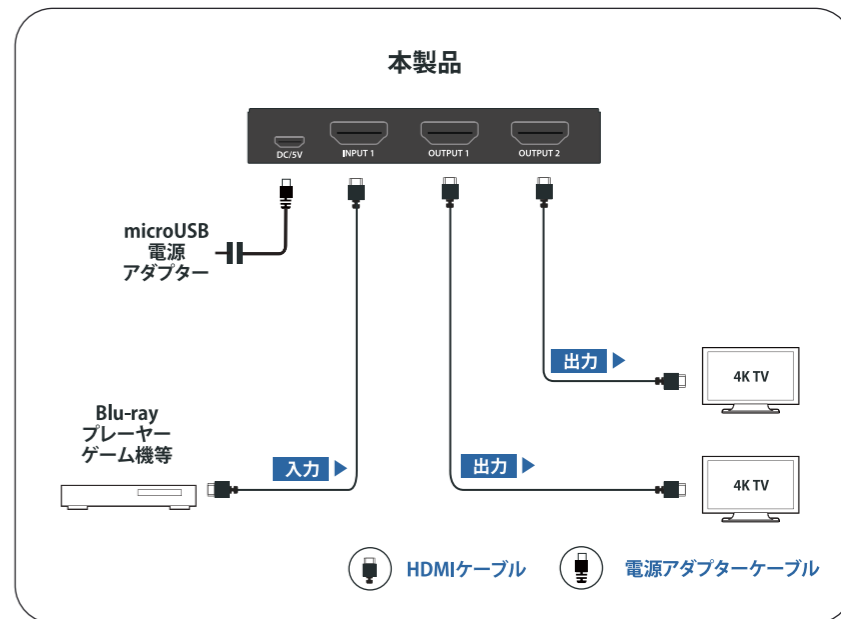 本製品
DC/5V
INPUT 1
OUTPUT 1
OUTPUT 2
microUSB
電源
アダプター
出力
4K TV
Blu-ray
プレーヤー
ゲーム機等
入力
出力
4K TV
HDMIケーブル
電源アダプターケーブル